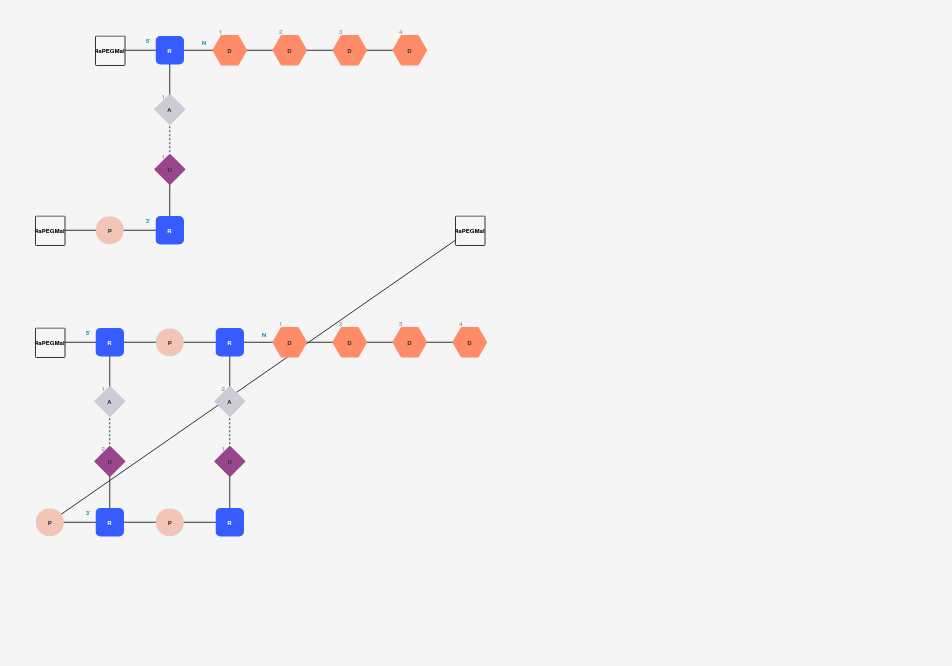 1 2 3 4
5' N
4aPEGMal R D D D D
1
A
1
U
3'
4aPEGMal P R 4aPEGMal
1 2 3 4
5' N
4aPEGMal R P R D D D D
1 2
A A
2 1
U U
3'
P R P R